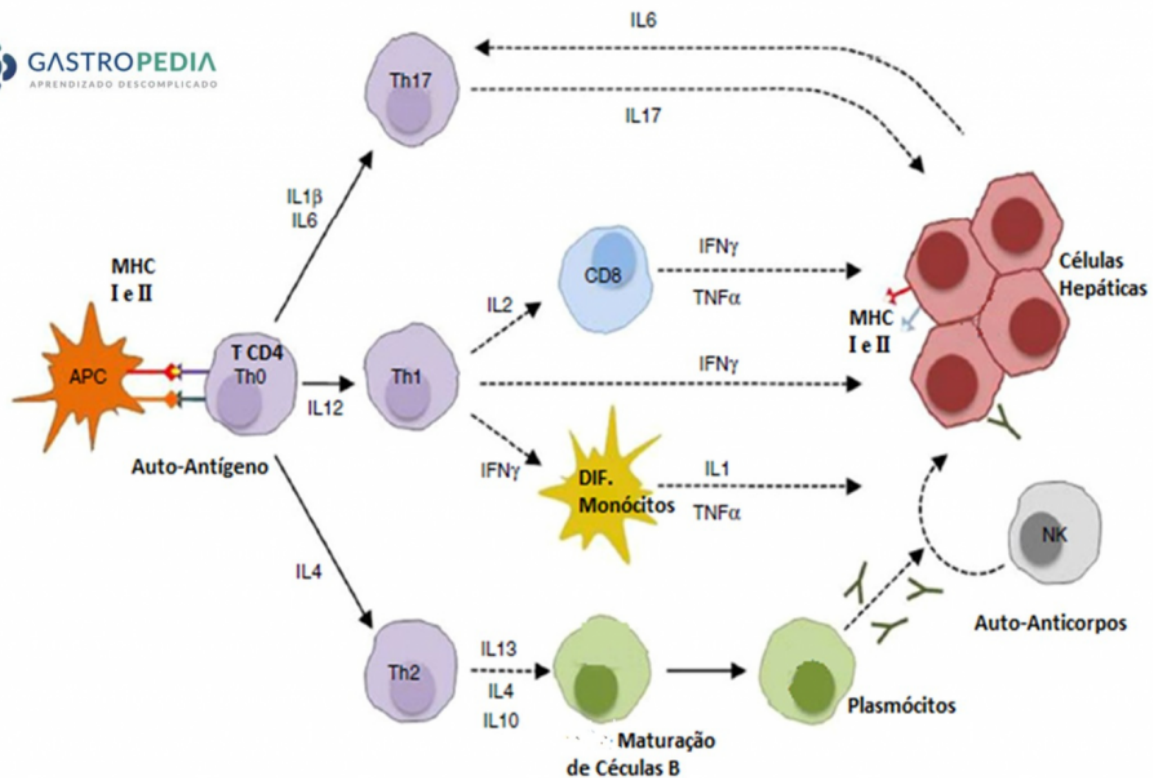 GASTROPEDIA
APRENDIZADO DESCOMPLICADO
IL6
Th17
IL17
IL1β
IL6
MHC
I e II
APC
T CD4
Th0
IL12
Auto-Antígeno
Th1
IL2
CD8
IFNγ
TNFα
IFNγ
IFNγ
DIF.
Monócitos
IL1
TNFα
Células
Hepáticas
MHC
I e II
NK
Auto-Anticorpos
IL4
Th2
IL13
IL4
IL10
Maturação
de Céculas B
Plasmócitos